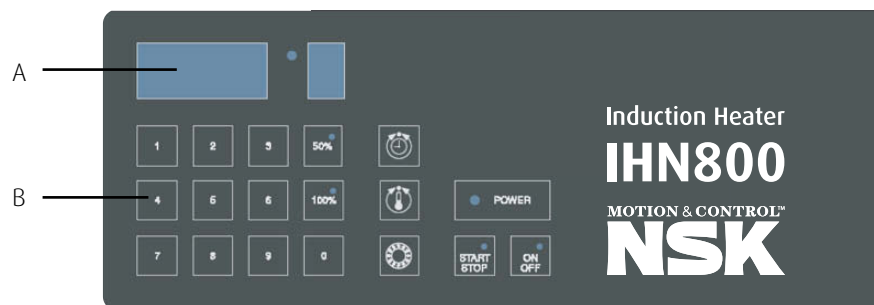 A
Induction Heater
IHN800
1 2 3 50%
B
4 5 6 100%
POWER
MOTION & CONTROL™
NSK
7 8 9 0
START
STOP
ON
OFF